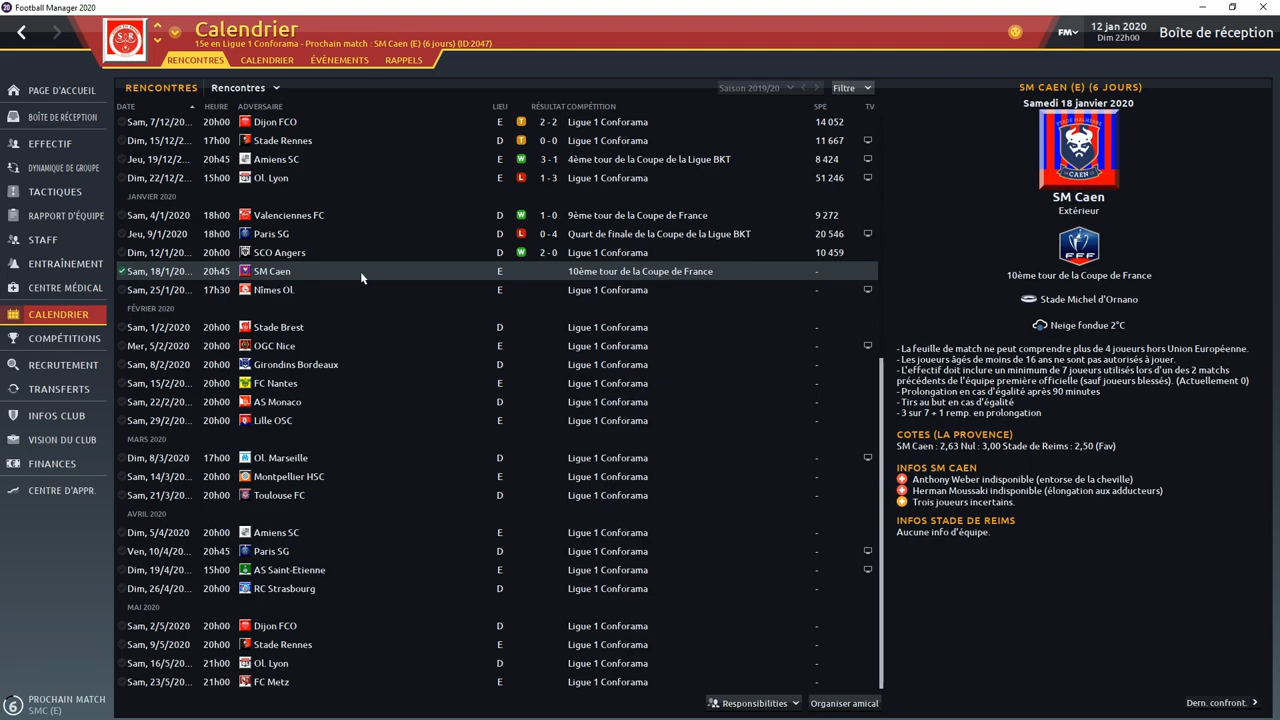 20 Football Manager 2020
Calendrier
15e en Ligue 1 Conforama - Prochain match : SM Caen (E) (6 jours) (ID:2047)
FM
12 jan 2020
Dim 22h00
Boîte de réception
RENCONTRES CALENDRIER ÉVÈNEMENTS RAPPELS
PAGE D'ACCUEIL
BOÎTE DE RÉCEPTION
EFFECTIF
DYNAMIQUE DE GROUPE
TACTIQUES
RAPPORT D'ÉQUIPE
STAFF
ENTRAÎNEMENT
CENTRE MÉDICAL
CALENDRIER
COMPÉTITIONS
RECRUTEMENT
TRANSFERTS
INFOS CLUB
VISION DU CLUB
FINANCES
CENTRE D'APPR.
6 PROCHAIN MATCH
SMC (E)
RENCONTRES Rencontres Saison 2019/20 Filtre
DATE HEURE ADVERSAIRE LIEU RÉSULTAT COMPÉTITION SPE TV
Sam, 7/12/20... 20h00 Dijon FCO E T 2 - 2 Ligue 1 Conforama 14 052
Dim, 15/12/2... 20h00 Stade Rennes D T 0 - 0 Ligue 1 Conforama 11 667
Jeu, 19/12/2... 20h45 Amiens SC E W 3 - 1 4ème tour de la Coupe de la Ligue BKT 8 424
Dim, 22/12/2... 15h00 Ol. Lyon E L 1 - 3 Ligue 1 Conforama 51 246
JANVIER 2020
Sam, 4/1/2020 18h00 Valenciennes FC D W 1 - 0 9ème tour de la Coupe de France 9 272
Jeu, 9/1/2020 18h00 Paris SG D L 0 - 4 Quart de finale de la Coupe de la Ligue BKT 20 546
Dim, 12/1/20... 20h00 SCO Angers D W 2 - 0 Ligue 1 Conforama 10 459
Sam, 18/1/20... 20h45 SM Caen E 10ème tour de la Coupe de France -
Sam, 25/1/20... 17h30 Nîmes Ol. E Ligue 1 Conforama -
FÉVRIER 2020
Sam, 1/2/2020 20h00 Stade Brest D Ligue 1 Conforama -
Mer, 5/2/2020 20h00 OGC Nice D Ligue 1 Conforama -
Sam, 8/2/2020 20h00 Girondins Bordeaux D Ligue 1 Conforama -
Sam, 15/2/20... 20h00 FC Nantes D Ligue 1 Conforama -
Sam, 22/2/20... 20h00 AS Monaco D Ligue 1 Conforama -
Sam, 29/2/20... 20h00 Lille OSC E Ligue 1 Conforama -
MARS 2020
Dim, 8/3/2020 17h00 Ol. Marseille D Ligue 1 Conforama -
Sam, 14/3/20... 20h00 Montpellier HSC E Ligue 1 Conforama -
Sam, 21/3/20... 20h00 Toulouse FC D Ligue 1 Conforama -
AVRIL 2020
Dim, 5/4/2020 20h00 Amiens SC E Ligue 1 Conforama -
Ven, 10/4/20... 20h45 Paris SG D Ligue 1 Conforama -
Dim, 19/4/20... 15h00 AS Saint-Etienne E Ligue 1 Conforama -
Dim, 26/4/20... 20h00 RC Strasbourg D Ligue 1 Conforama -
MAI 2020
Sam, 2/5/2020 20h00 Dijon FCO D Ligue 1 Conforama -
Sam, 9/5/2020 20h00 Stade Rennes E Ligue 1 Conforama -
Sam, 16/5/20... 21h00 Ol. Lyon D Ligue 1 Conforama -
Sam, 23/5/20... 21h00 FC Metz E Ligue 1 Conforama -
Responsibilities Organiser amical
SM CAEN (E) (6 JOURS)
Samedi 18 janvier 2020
STADE MALHERBE
CAEN
SM Caen
Extérieur
FFF
10ème tour de la Coupe de France
Stade Michel d'Ornano
Neige fondue 2°C
- La feuille de match ne peut comprendre plus de 4 joueurs hors Union Européenne.
- Les joueurs âgés de moins de 16 ans ne sont pas autorisés à jouer.
- L'effectif doit inclure un minimum de 7 joueurs utilisés lors d'un des 2 matchs
précédents de l'équipe première officielle (sauf joueurs blessés). (Actuellement 0)
- Prolongation en cas d'égalité après 90 minutes
- Tirs au but en cas d'égalité
- 3 sur 7 + 1 remp. en prolongation
COTES (LA PROVENCE)
SM Caen : 2,63 Nul : 3,00 Stade de Reims : 2,50 (Fav)
INFOS SM CAEN
Anthony Weber indisponible (entorse de la cheville)
Herman Moussaki indisponible (élongation aux adducteurs)
Trois joueurs incertains.
INFOS STADE DE REIMS
Aucune info d'équipe.
Dern. confront.